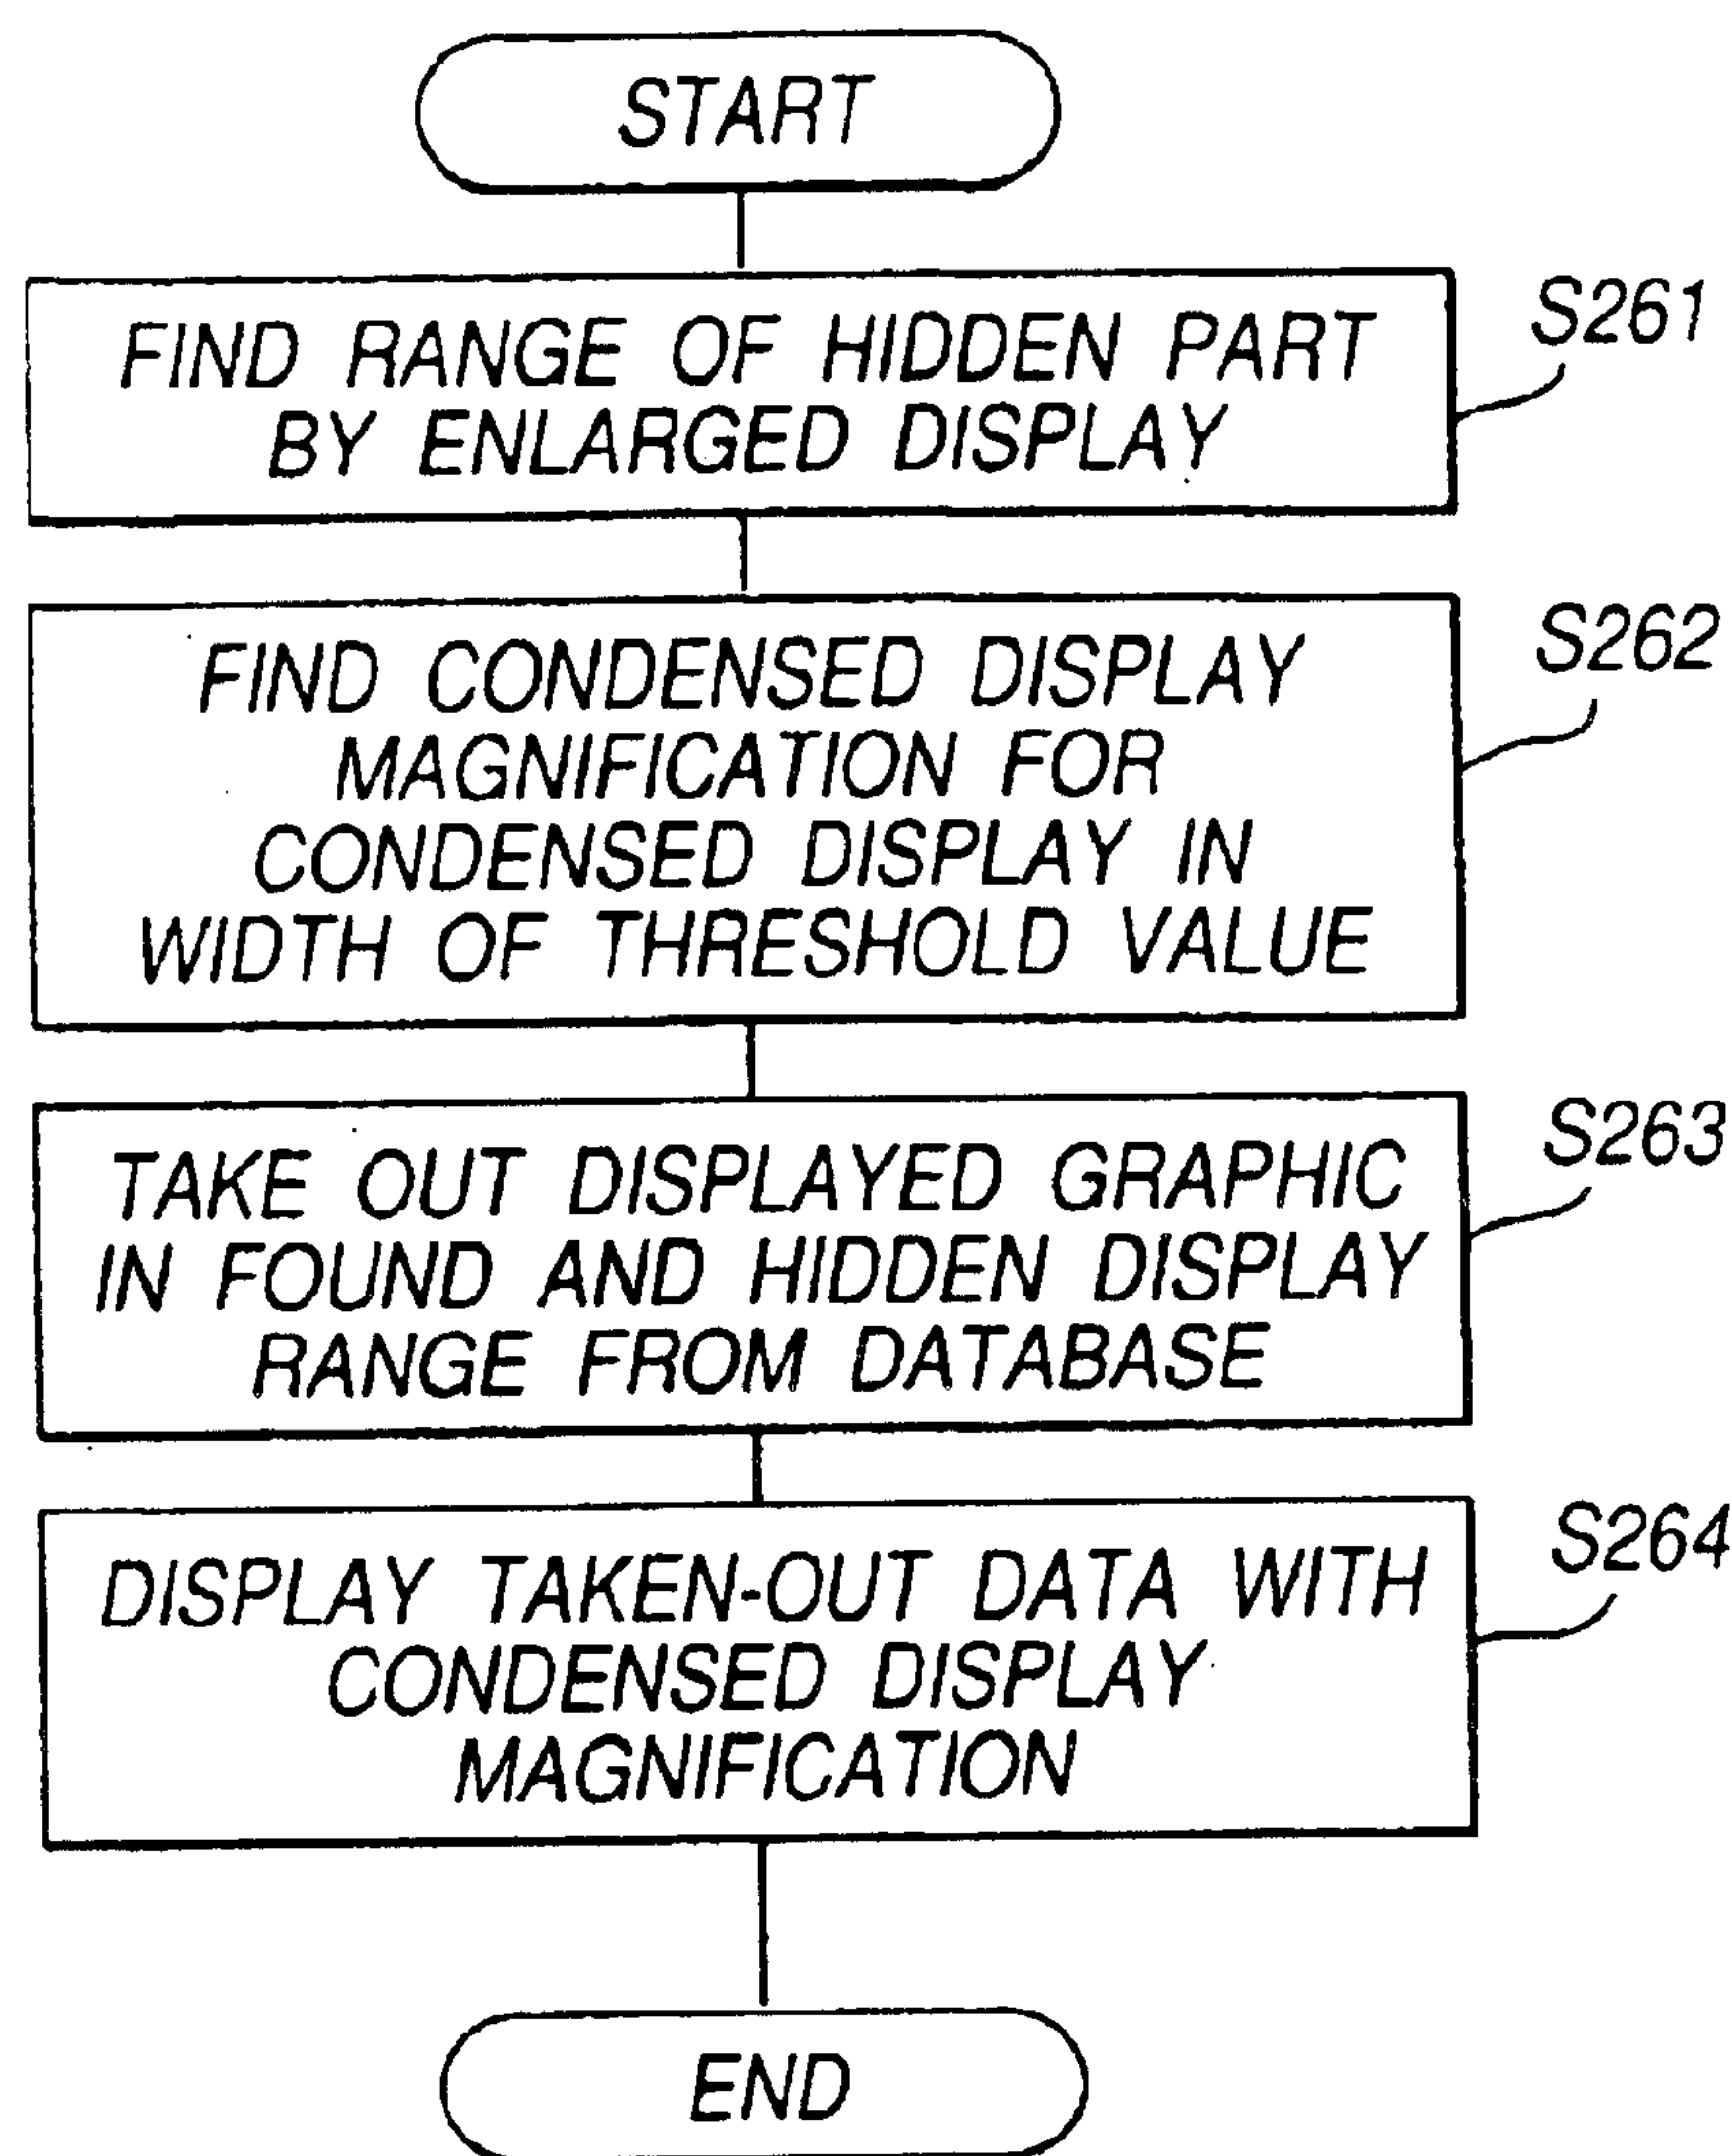 START
S261
FIND RANGE OF HIDDEN PART
BY ENLARGED DISPLAY
S262
FIND CONDENSED DISPLAY
MAGNIFICATION FOR
CONDENSED DISPLAY IN
WIDTH OF THRESHOLD VALUE
S263
TAKE OUT DISPLAYED GRAPHIC
IN FOUND AND HIDDEN DISPLAY
RANGE FROM DATABASE
S264
DISPLAY TAKEN-OUT DATA WITH
CONDENSED DISPLAY
MAGNIFICATION
END